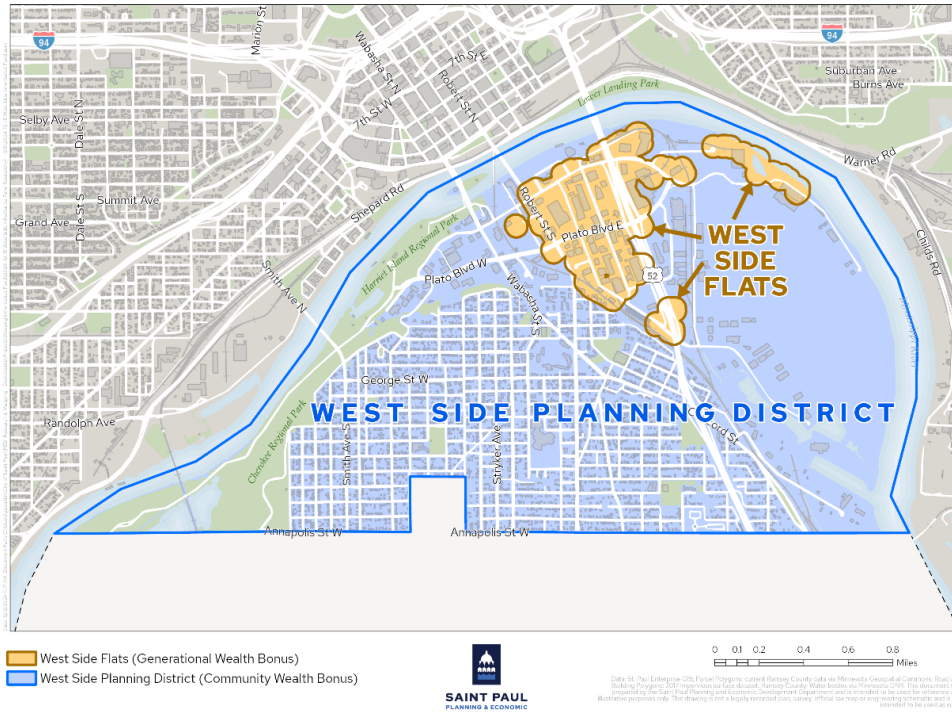 94
94
Marion St
Wabasha St N
7th St E
Robert St N
7th St W
Lower Landing Park
Suburban Ave
Burns Ave
Selby Ave
Dale St N
Warner Rd
Summit Ave
Shepard Rd
Grand Ave
Dale St S
Robert St S
Plato Blvd E
WEST
SIDE
FLATS
Childs Rd
Harriet Island Regional Park
Smith Ave N
Plato Blvd W
Wabasha St S
52
George St W
WEST SIDE PLANNING DISTRICT
Randolph Ave
Cherokee Regional Park
Smith Ave S
Stryker Ave
Annapolis St W
Annapolis St W
West Side Flats (Generational Wealth Bonus)
West Side Planning District (Community Wealth Bonus)
SAINT PAUL
PLANNING & ECONOMIC
0 0.1 0.2 0.4 0.6 0.8
Miles